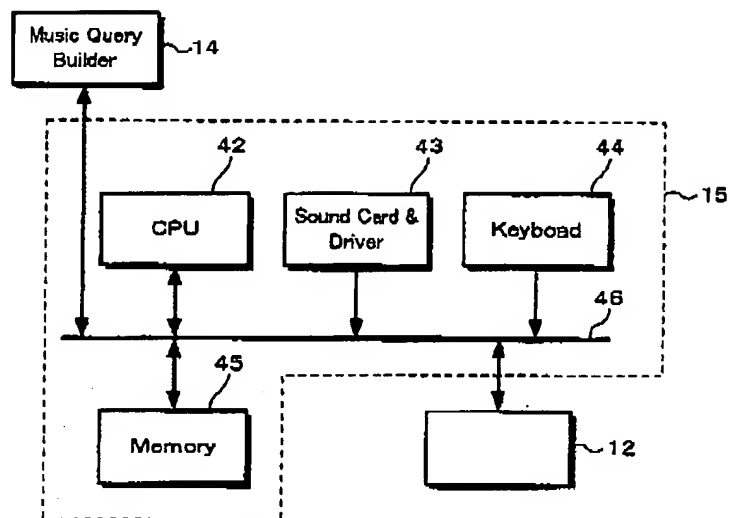 Music Query
Builder
14
42
43
44
15
CPU
Sound Card &
Driver
Keyboad
46
45
Memory
12